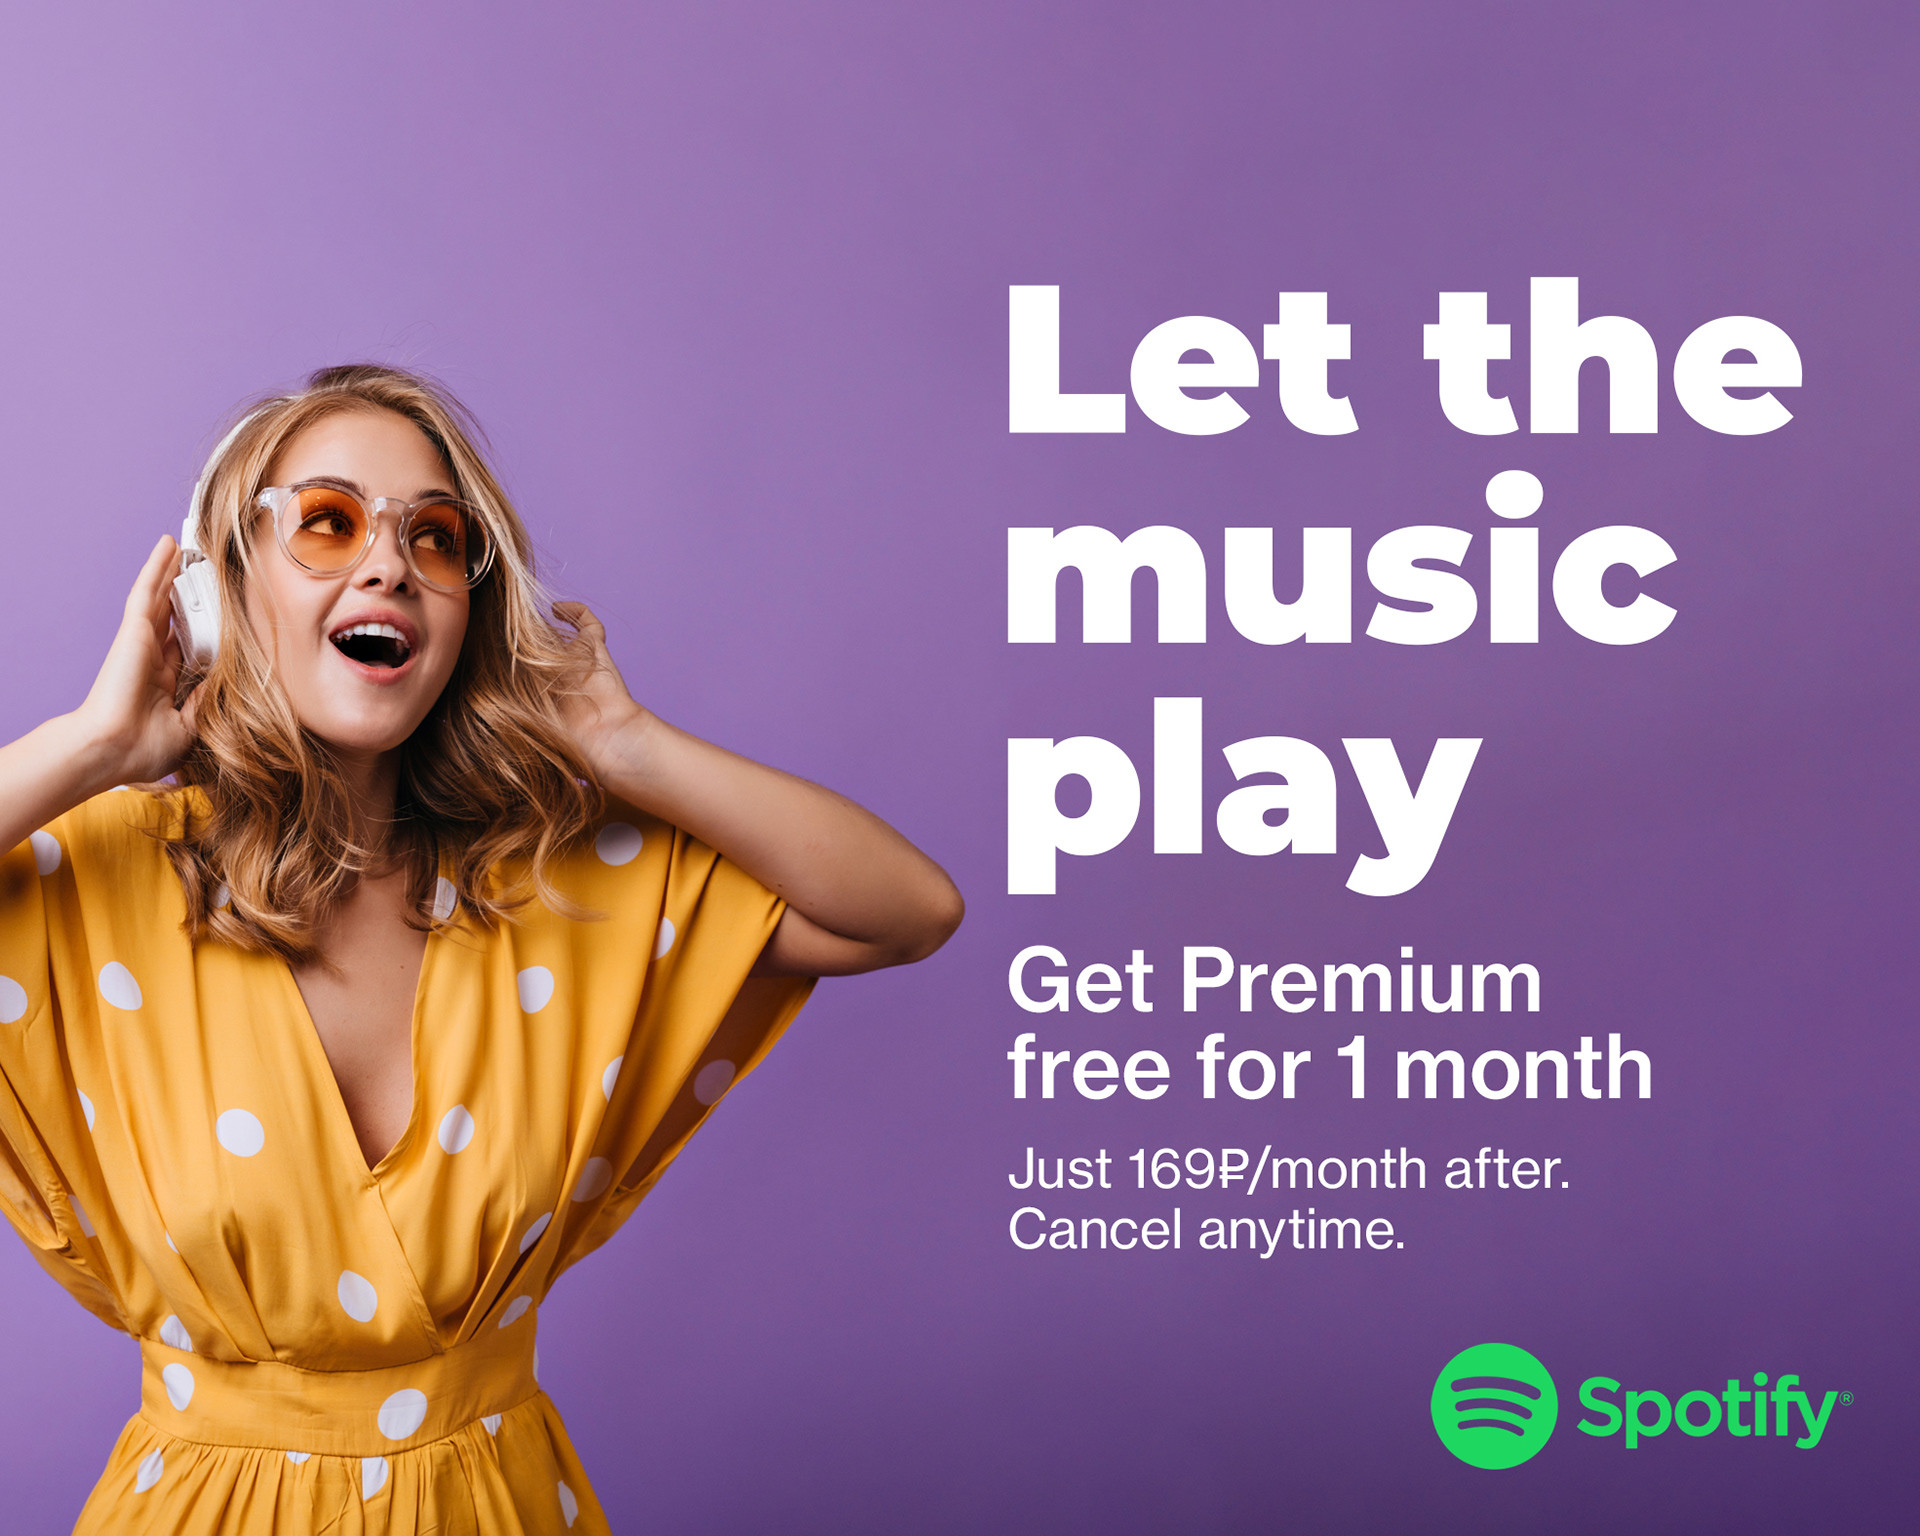 Let the
music
play
Get Premium
free for 1 month
Just 169₽/month after.
Cancel anytime.
Spotify®